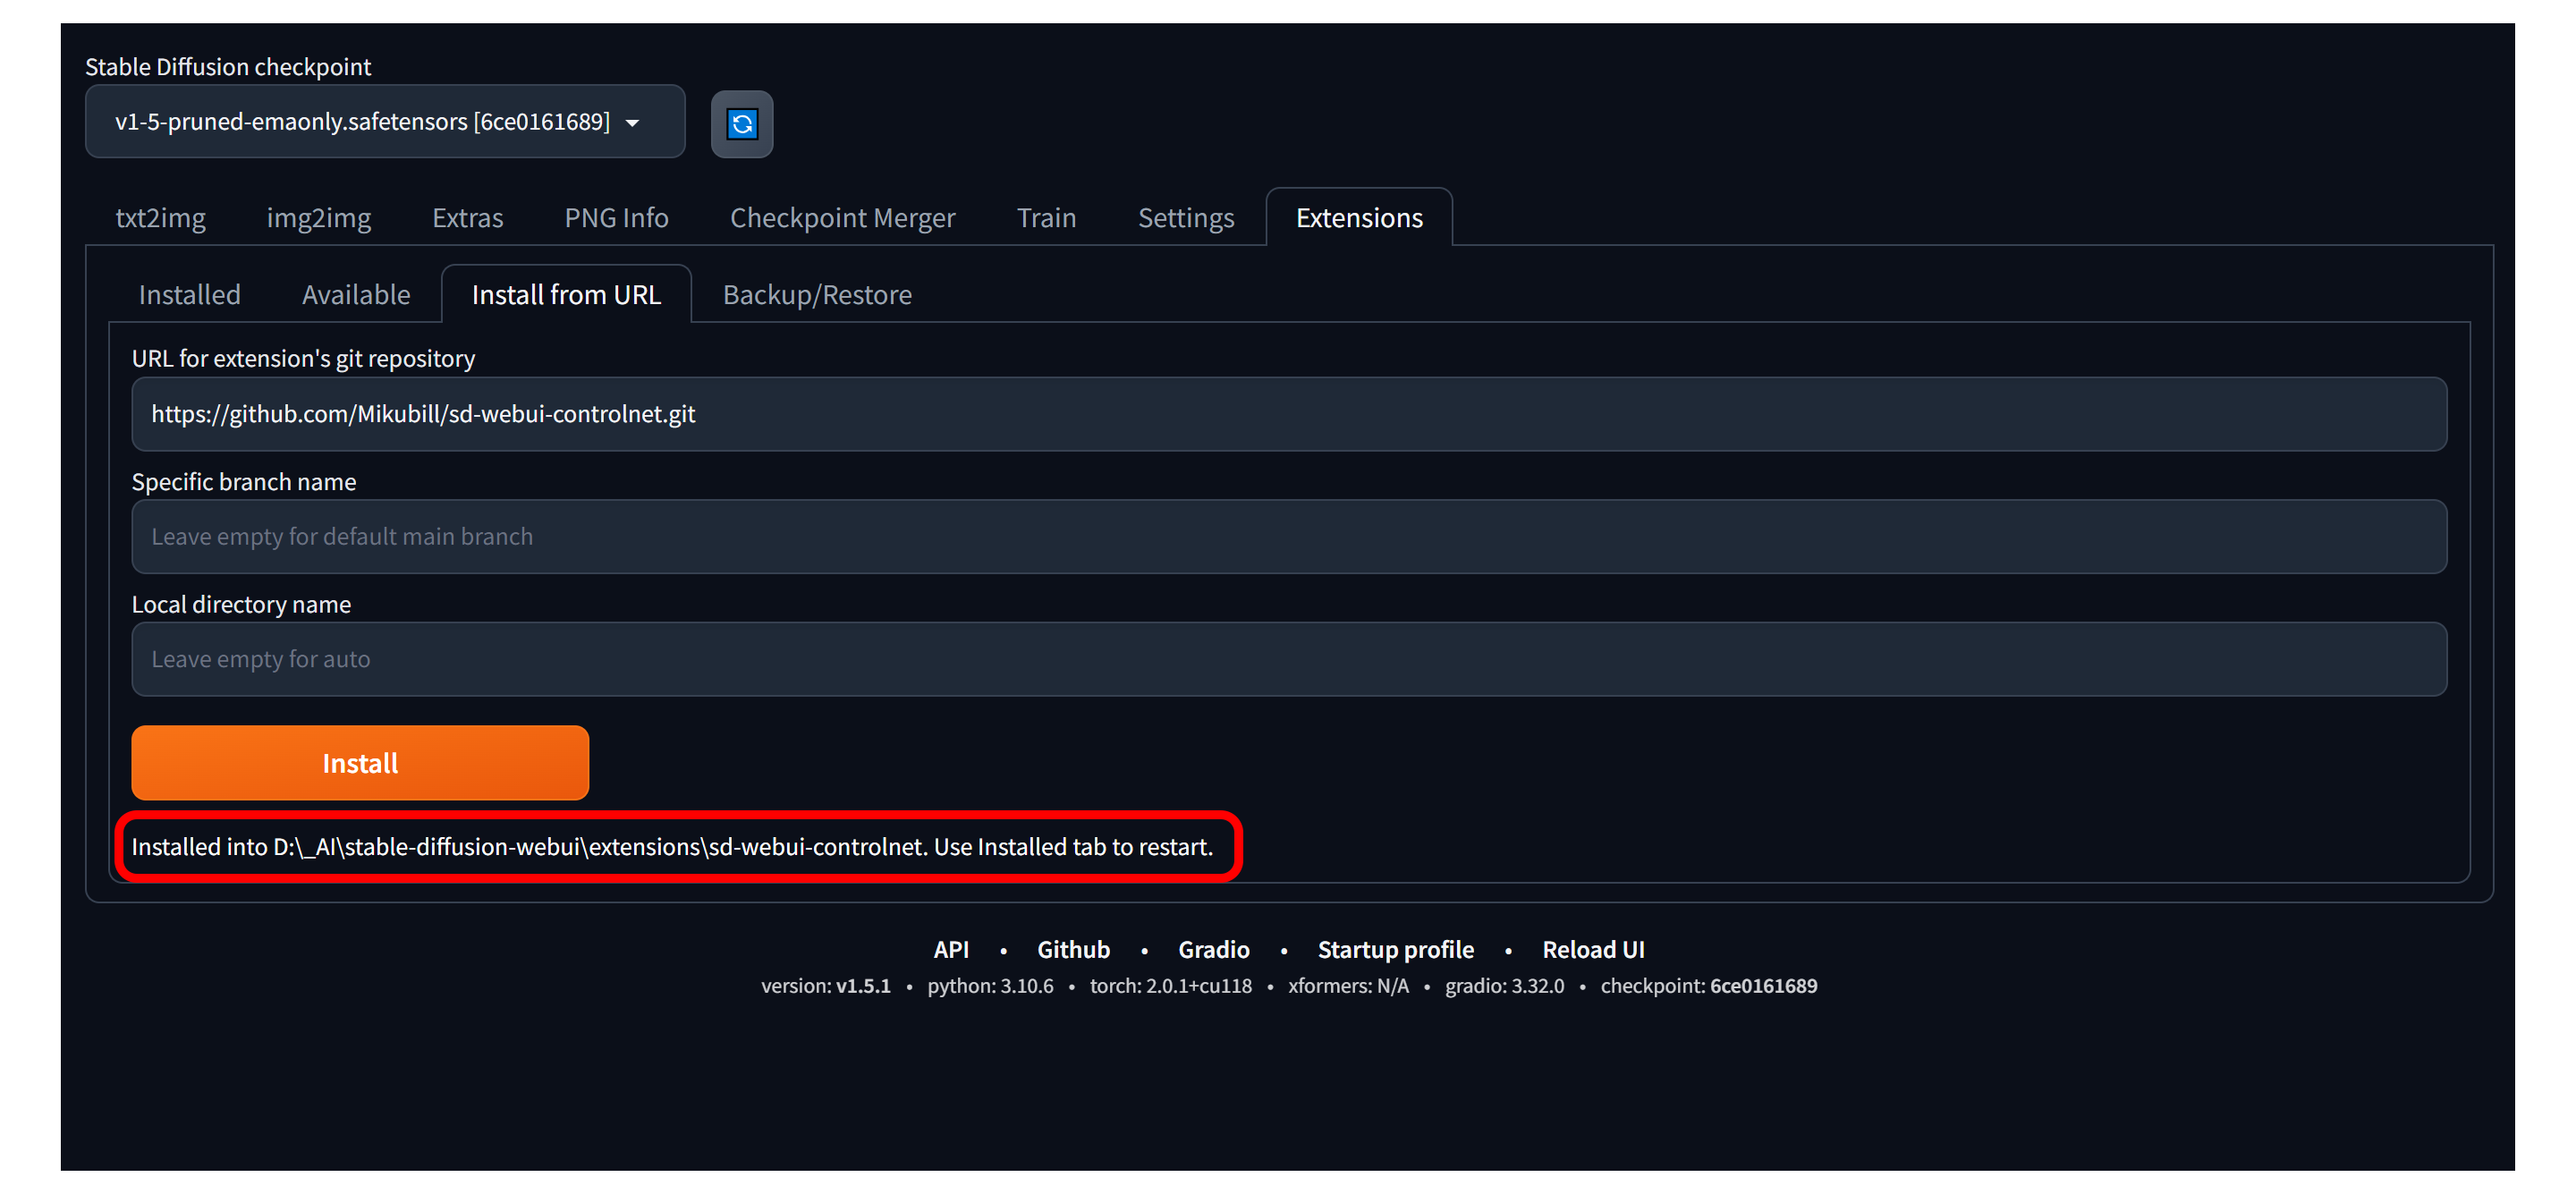 Stable Diffusion checkpoint
v1-5-pruned-emaonly.safetensors [6ce0161689]
txt2img img2img Extras PNG Info Checkpoint Merger Train Settings Extensions
Installed Available Install from URL Backup/Restore
URL for extension's git repository
https://github.com/Mikubill/sd-webui-controlnet.git
Specific branch name
Leave empty for default main branch
Local directory name
Leave empty for auto
Install
Installed into D:\_AI\stable-diffusion-webui\extensions\sd-webui-controlnet. Use Installed tab to restart.
API • Github • Gradio • Startup profile • Reload UI
version: v1.5.1 • python: 3.10.6 • torch: 2.0.1+cu118 • xformers: N/A • gradio: 3.32.0 • checkpoint: 6ce0161689